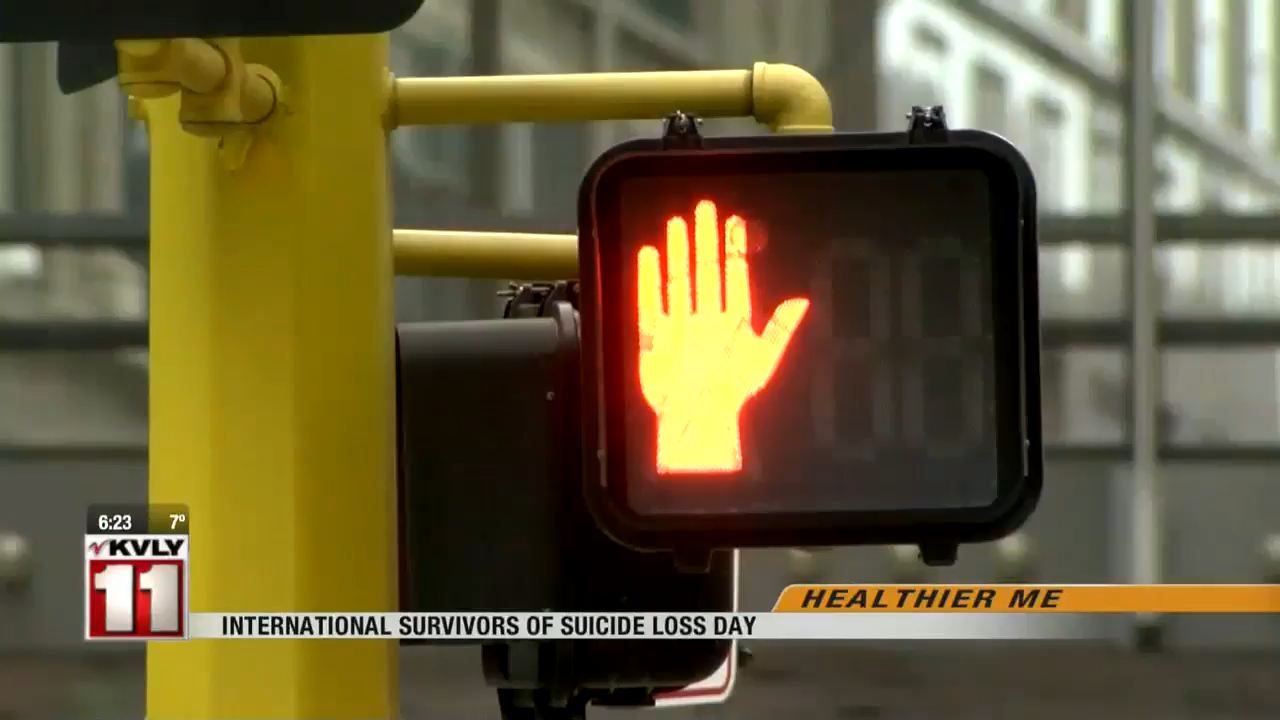 6:23 7°
KVLY
11
HEALTHIER ME
INTERNATIONAL SURVIVORS OF SUICIDE LOSS DAY